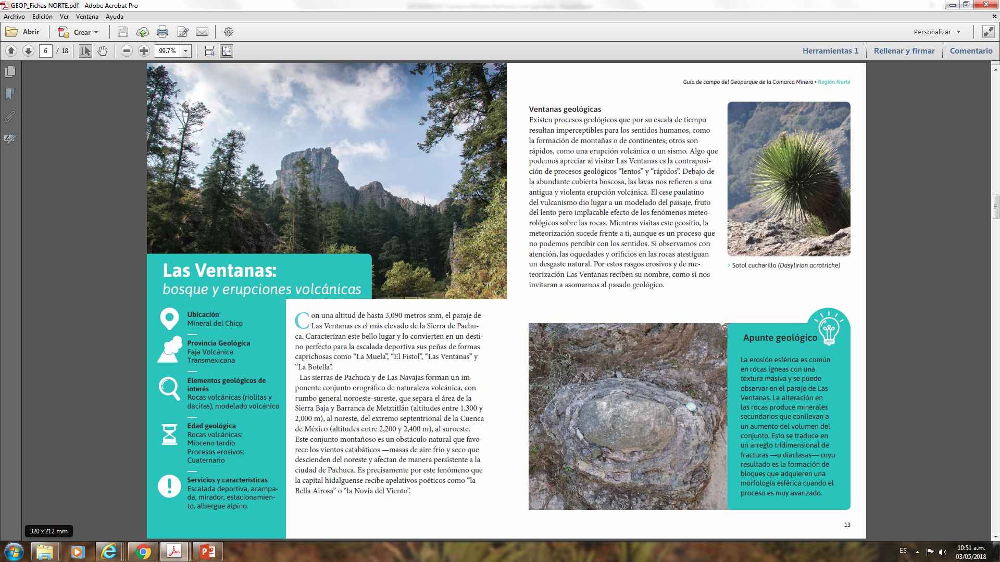 GEOP_Fichas NORTE.pdf - Adobe Acrobat Pro
Archivo Edición Ver Ventana Ayuda
Abrir Crear Personalizar
6 / 18 99.7% Herramientas 1 Rellenar y firmar Comentario
Las Ventanas:
bosque y erupciones volcánicas
Ubicación
Mineral del Chico
Provincia Geológica
Faja Volcánica
Transmexicana
Elementos geológicos de
interés
Rocas volcánicas (riolitas y
dacitas), modelado volcánico
Edad geológica
Rocas volcánicas:
Mioceno tardío
Procesos erosivos:
Cuaternario
Servicios y características
Escalada deportiva, acampa-
da, mirador, estacionamien-
to, albergue alpino.
Con una altitud de hasta 3,090 metros snm, el paraje de
Las Ventanas es el más elevado de la Sierra de Pachu-
ca. Caracterizan este bello lugar y lo convierten en un desti-
no perfecto para la escalada deportiva sus peñas de formas
caprichosas como “La Muela”, “El Fistol”, “Las Ventanas” y
“La Botella”.
Las sierras de Pachuca y de Las Navajas forman un im-
ponente conjunto orográfico de naturaleza volcánica, con
rumbo general noroeste-sureste, que separa el área de la
Sierra Baja y Barranca de Metztitlán (altitudes entre 1,300 y
2,000 m), al noreste, del extremo septentrional de la Cuenca
de México (altitudes entre 2,200 y 2,400 m), al suroeste.
Este conjunto montañoso es un obstáculo natural que favo-
rece los vientos catabáticos —masas de aire frío y seco que
descienden del noreste y afectan de manera persistente a la
ciudad de Pachuca. Es precisamente por este fenómeno que
la capital hidalguense recibe apelativos poéticos como “la
Bella Airosa” o “la Novia del Viento”.
Guía de campo del Geoparque de la Comarca Minera • Región Norte
Ventanas geológicas
Existen procesos geológicos que por su escala de tiempo
resultan imperceptibles para los sentidos humanos, como
la formación de montañas o de continentes; otros son
rápidos, como una erupción volcánica o un sismo. Algo que
podemos apreciar al visitar Las Ventanas es la contraposi-
ción de procesos geológicos “lentos” y “rápidos”. Debajo de
la abundante cubierta boscosa, las lavas nos refieren a una
antigua y violenta erupción volcánica. El cese paulatino
del vulcanismo dio lugar a un modelado del paisaje, fruto
del lento pero implacable efecto de los fenómenos meteo-
rológicos sobre las rocas. Mientras visitas este geositio, la
meteorización sucede frente a ti, aunque es un proceso que
no podemos percibir con los sentidos. Si observamos con
atención, las oquedades y orificios en las rocas atestiguan
un desgaste natural. Por estos rasgos erosivos y de me-
teorización Las Ventanas reciben su nombre, como si nos
invitaran a asomarnos al pasado geológico.
› Sotol cucharillo (Dasylirion acrotriche)
Apunte geológico
La erosión esférica es común
en rocas ígneas con una
textura masiva y se puede
observar en el paraje de Las
Ventanas. La alteración en
las rocas produce minerales
secundarios que conllevan a
un aumento del volumen del
conjunto. Esto se traduce en
un arreglo tridimensional de
fracturas —o diaclasas— cuyo
resultado es la formación de
bloques que adquieren una
morfología esférica cuando el
proceso es muy avanzado.
13
320 x 212 mm
ES
10:51 a.m.
03/05/2018